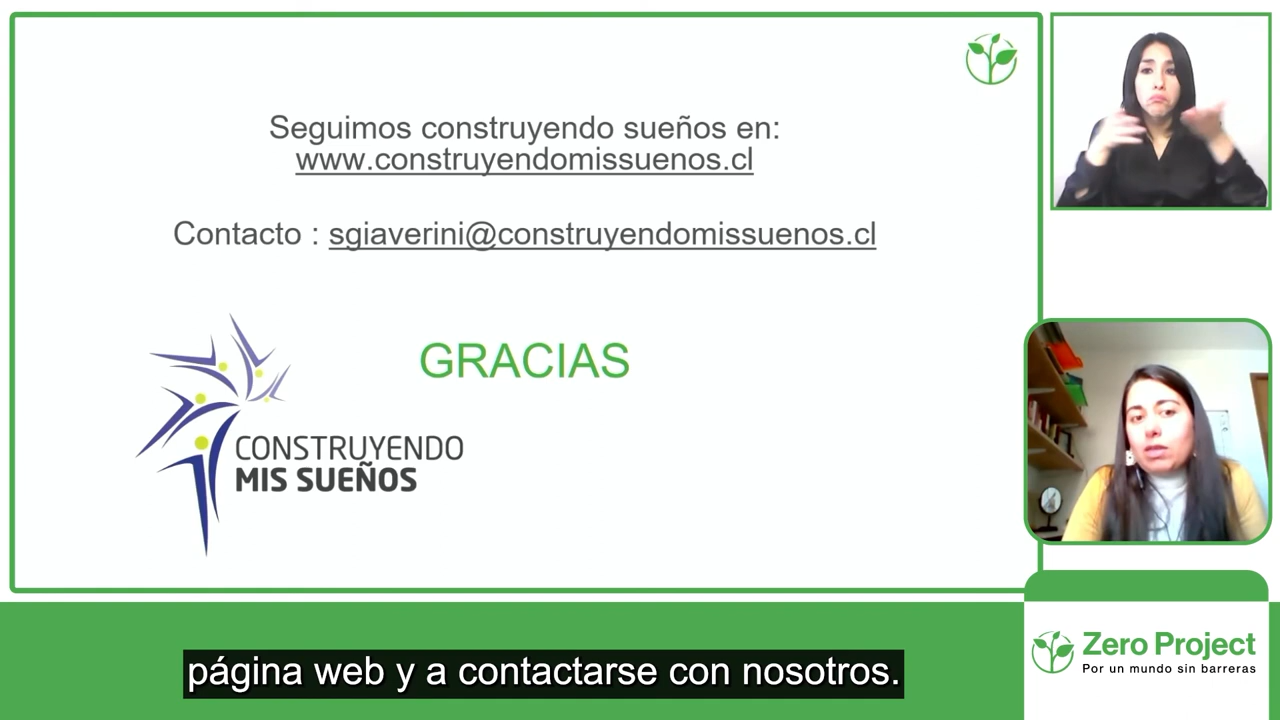 Seguimos construyendo sueños en:
www.construyendomissuenos.cl
Contacto : sgiaverini@construyendomissuenos.cl
GRACIAS
CONSTRUYENDO
MIS SUEÑOS
Zero Project
Por un mundo sin barreras
página web y a contactarse con nosotros.